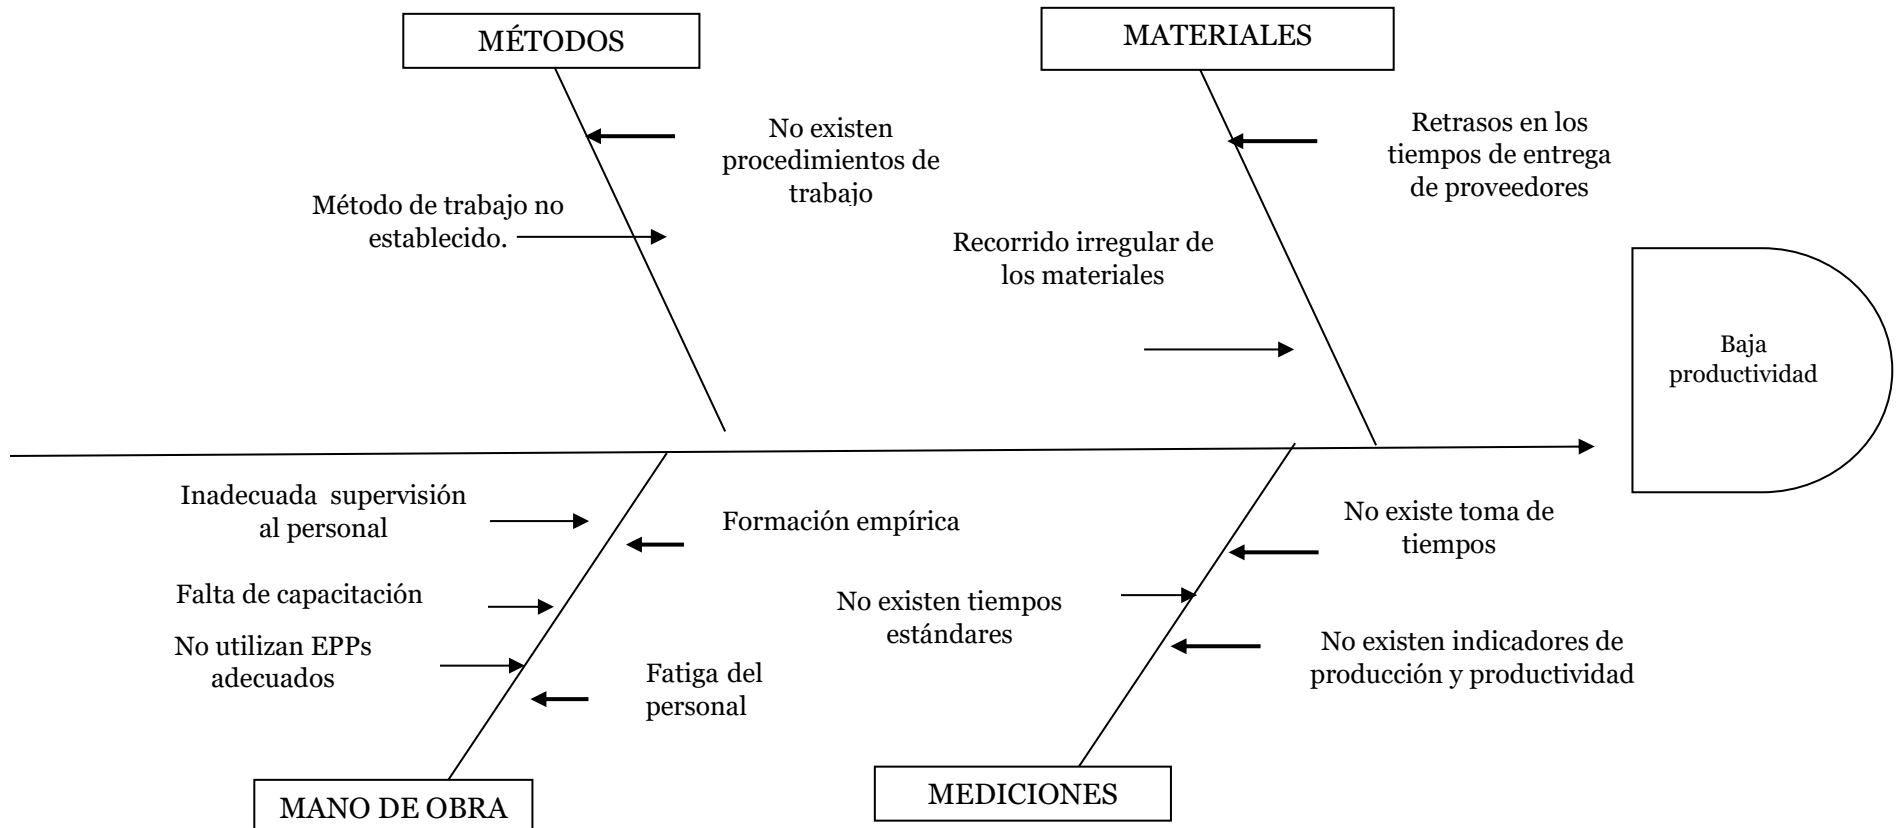 MÉTODOS
MATERIALES
No existen
procedimientos de
trabajo
Retrasos en los
tiempos de entrega
de proveedores
Método de trabajo no
establecido.
Recorrido irregular de
los materiales
Baja
productividad
Inadecuada supervisión
al personal
Formación empírica
No existe toma de
tiempos
Falta de capacitación
No existen tiempos
estándares
No utilizan EPPs
adecuados
Fatiga del
personal
No existen indicadores de
producción y productividad
MANO DE OBRA
MEDICIONES